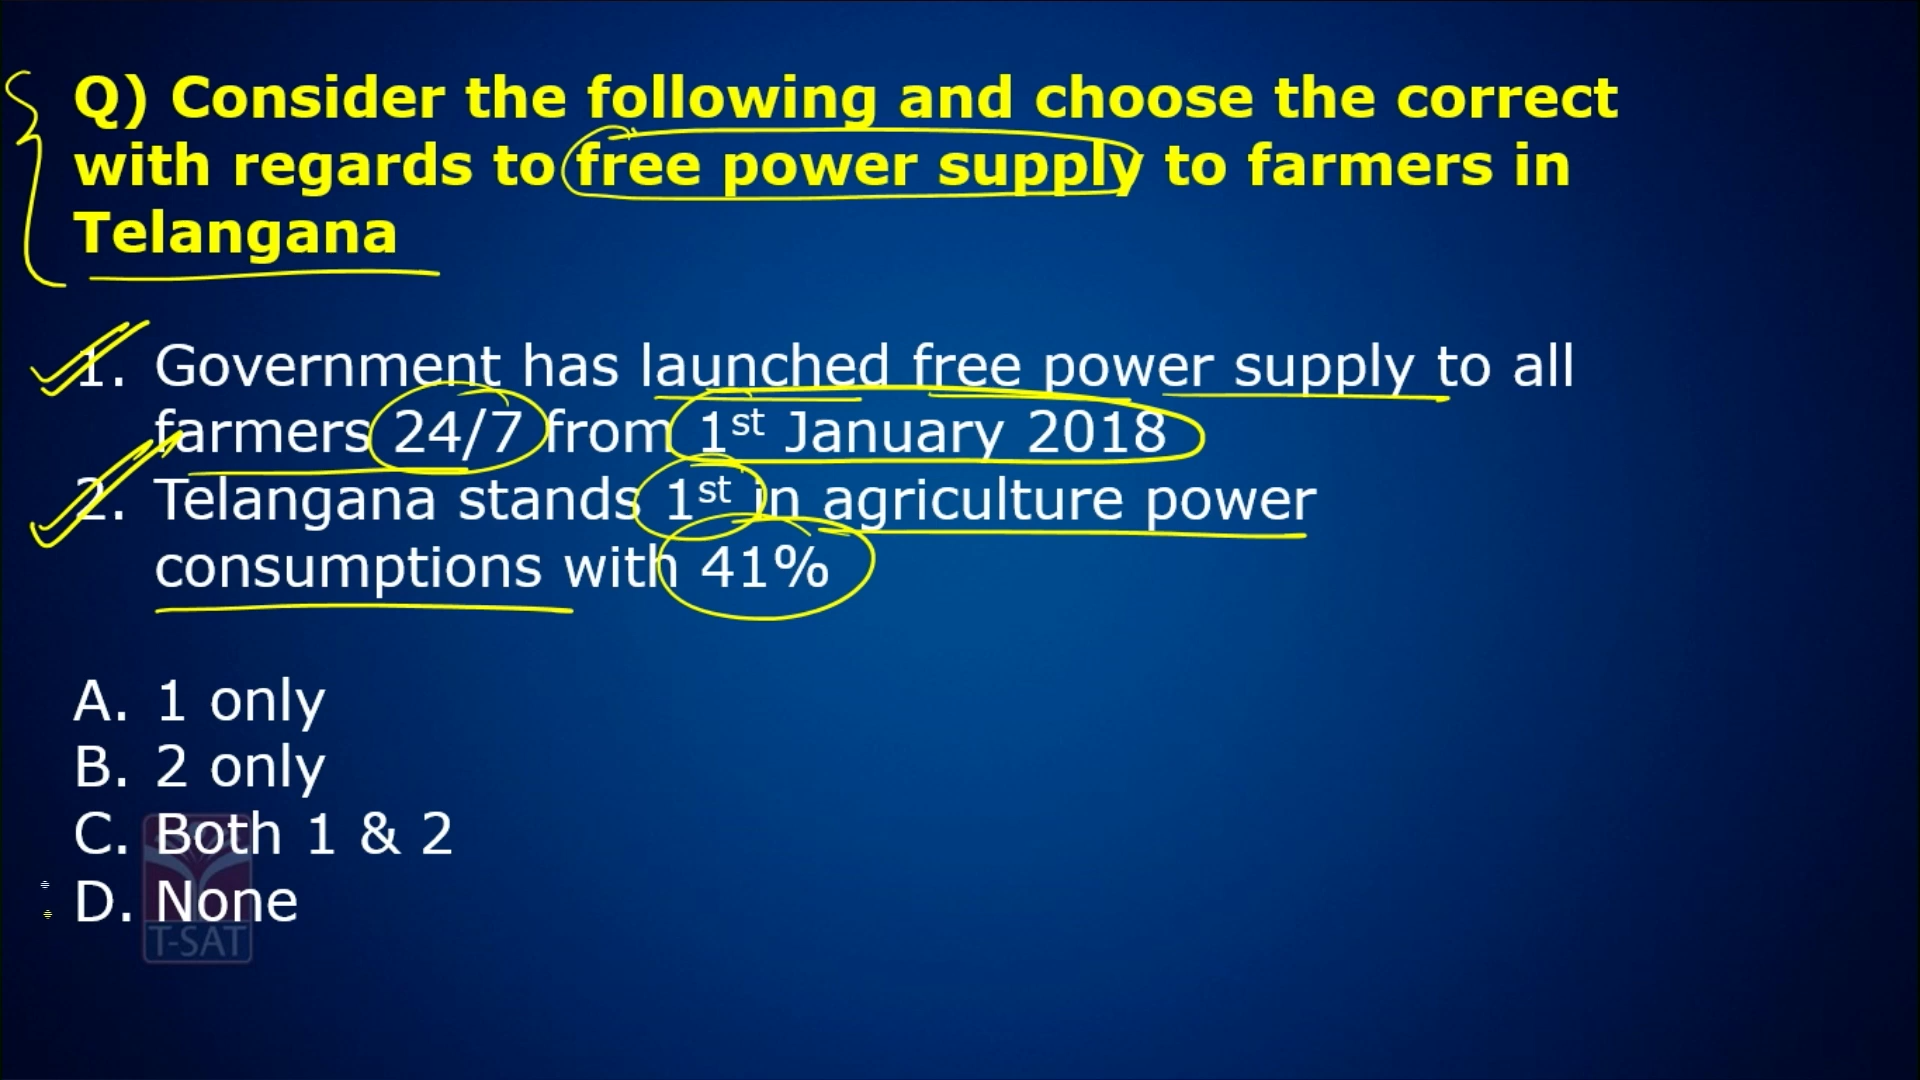 Q) Consider the following and choose the correct
with regards to free power supply to farmers in
Telangana
1. Government has launched free power supply to all
farmers 24/7 from 1st January 2018
2. Telangana stands 1st in agriculture power
consumptions with 41%
A. 1 only
B. 2 only
C. Both 1 & 2
D. None
T-SAT